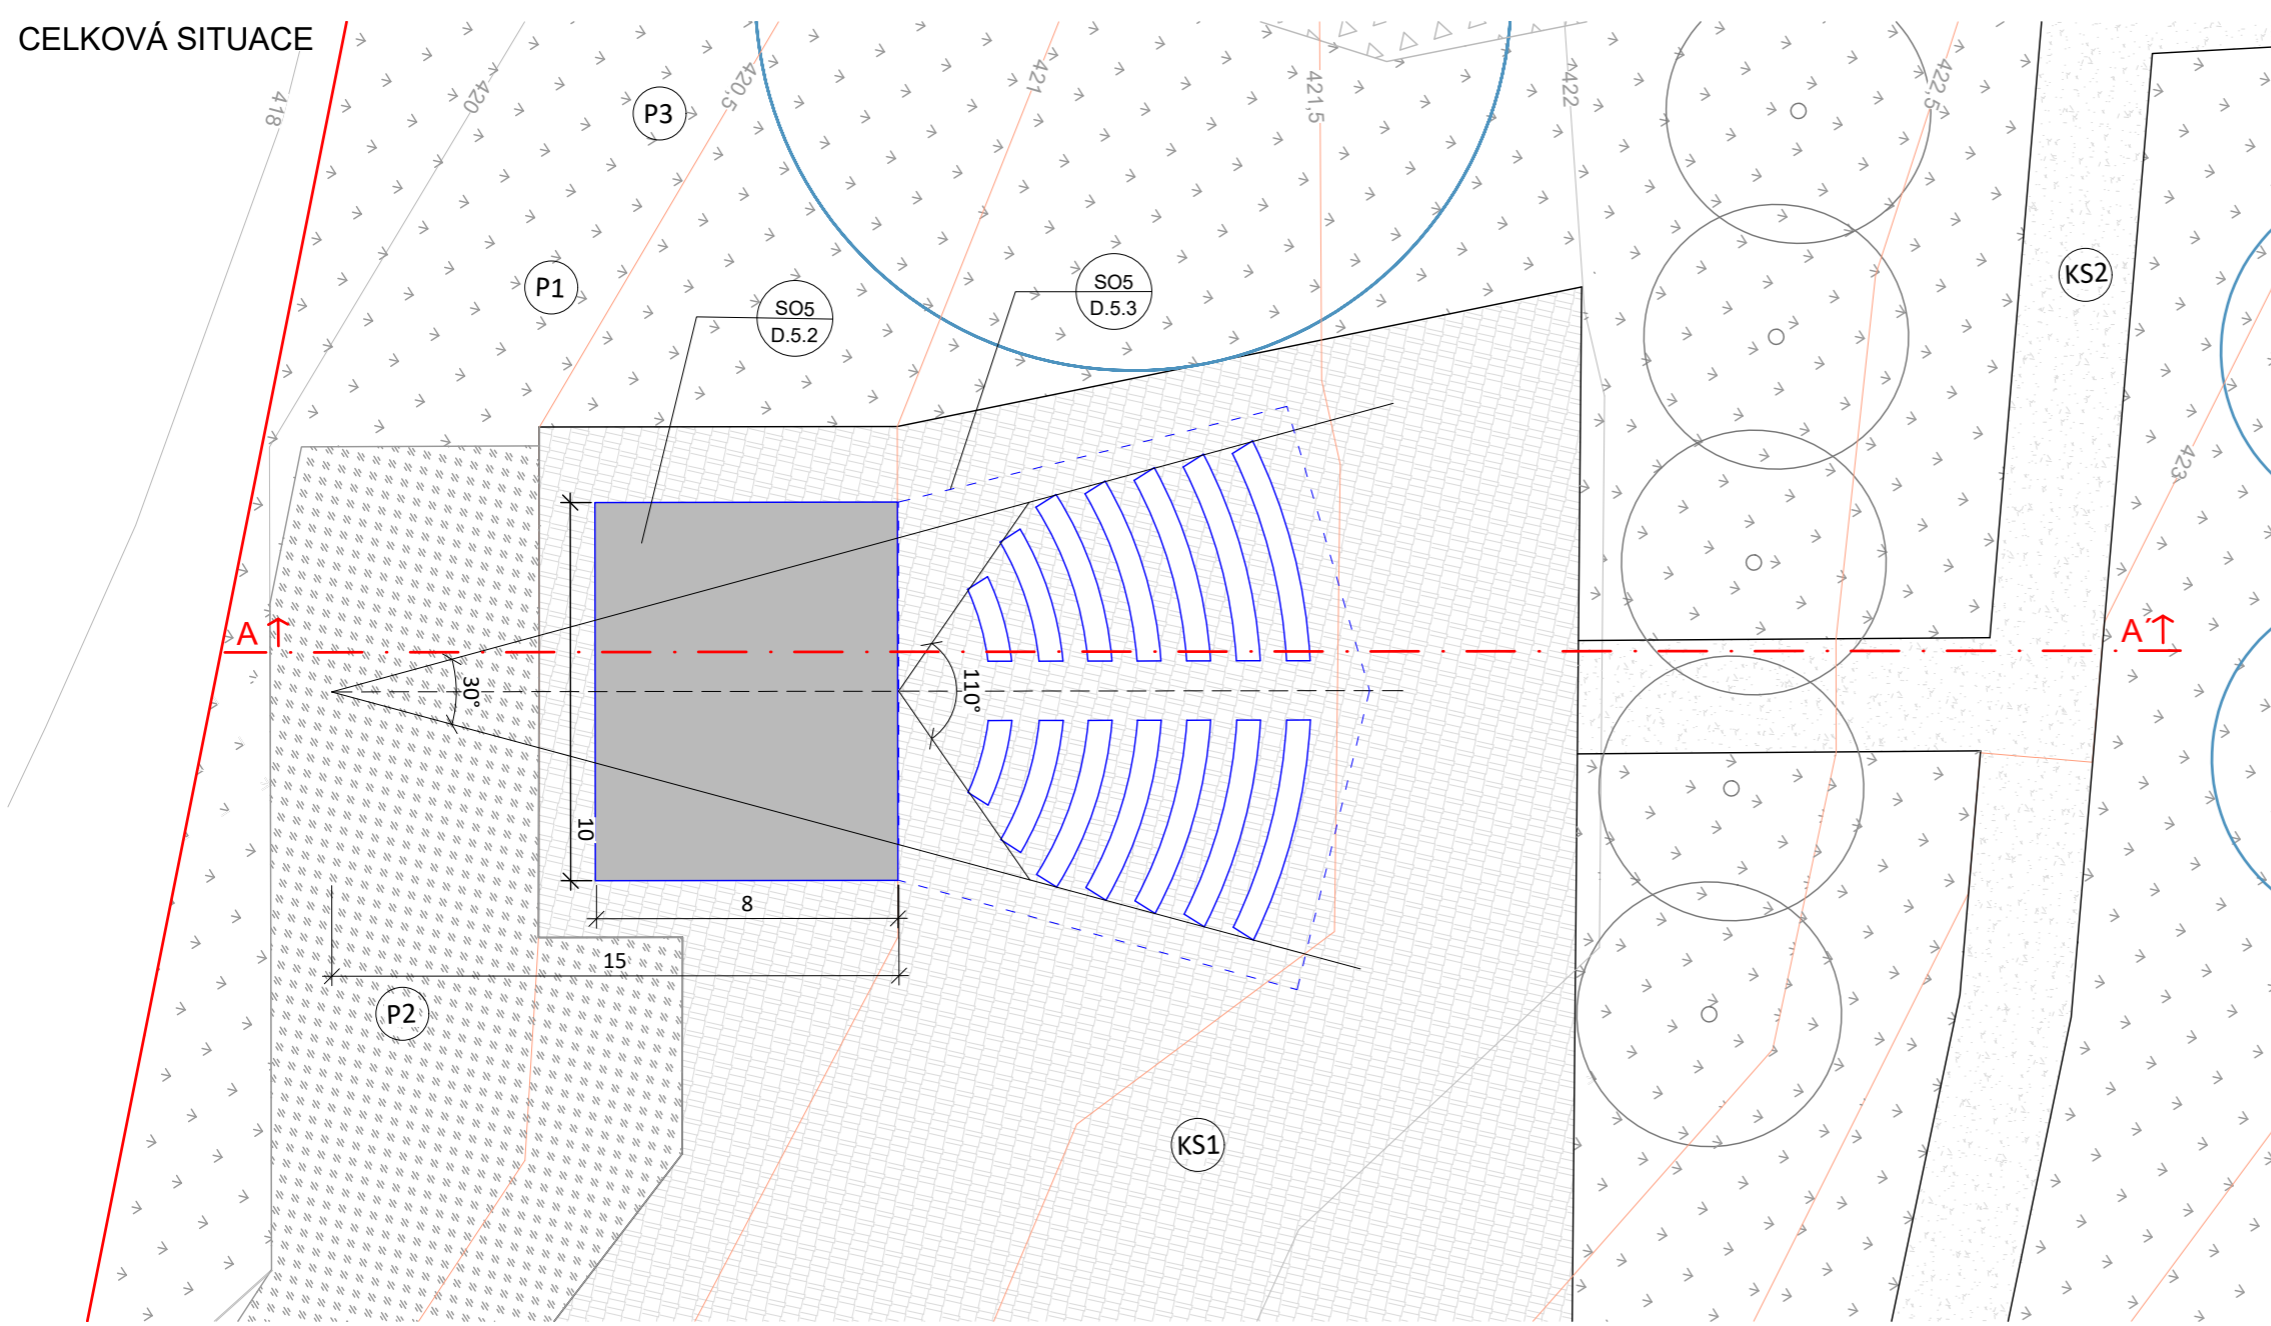 CELKOVÁ SITUACE
418
420
420,5
421
421,5
422
422,5
423
P3
P1
SO5
D.5.2
SO5
D.5.3
KS2
A
A´
30°
110°
10
8
15
P2
KS1